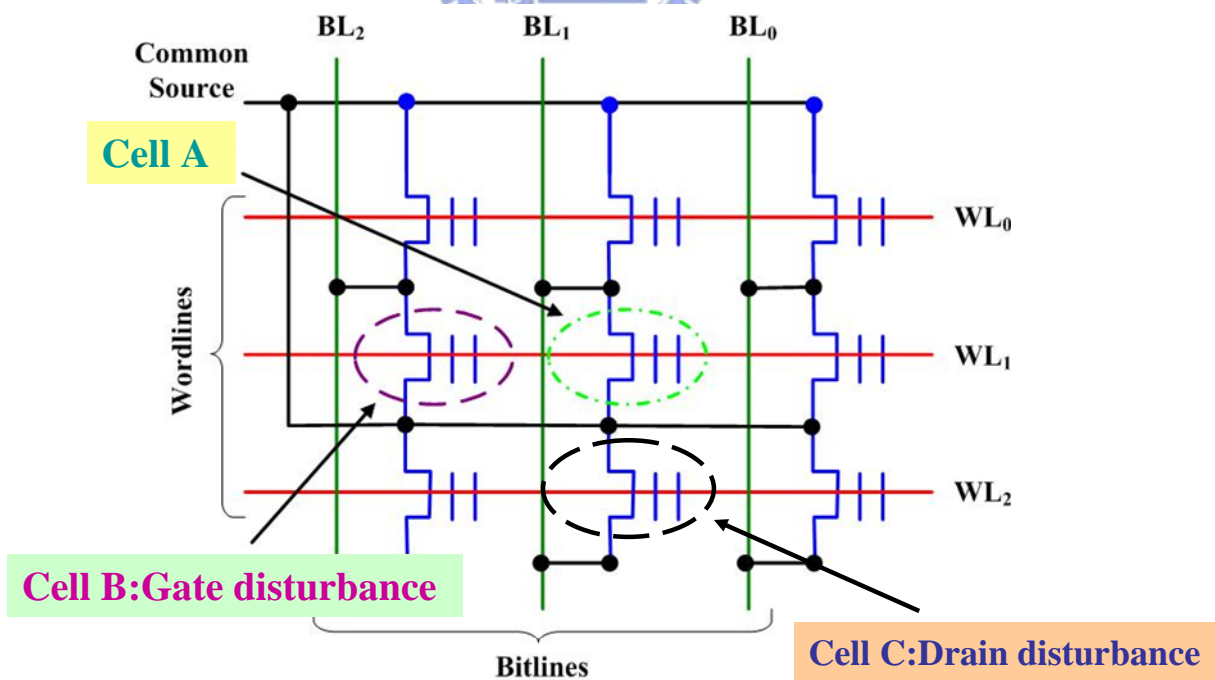 BL₂
BL₁
BL₀
Common
Source
Cell A
WL₀
Wordlines
WL₁
WL₂
Cell B:Gate disturbance
Cell C:Drain disturbance
Bitlines